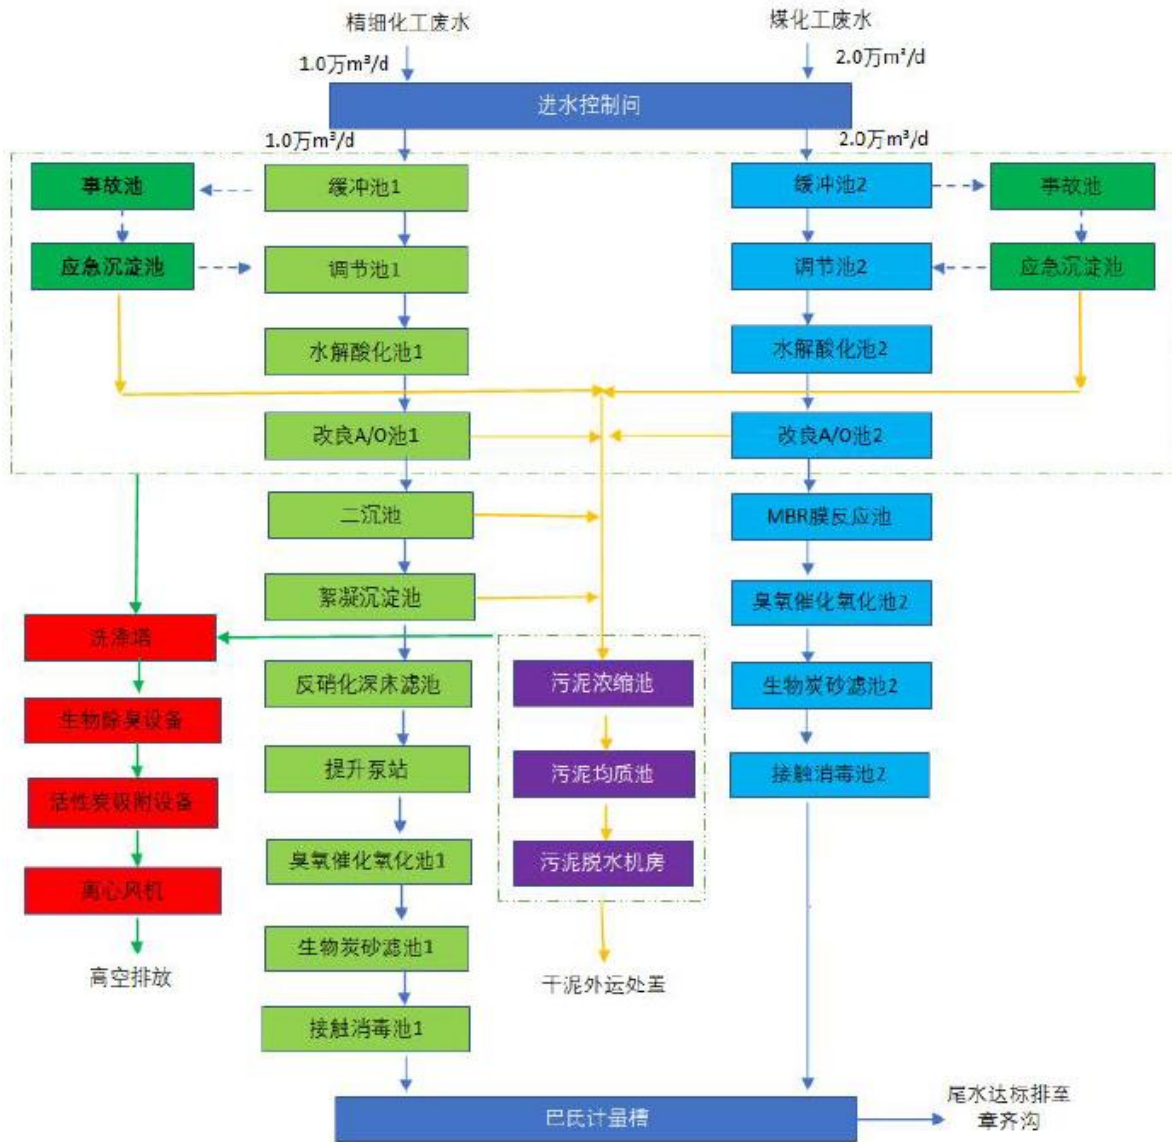 精细化工废水
煤化工废水
1.0万m³/d
2.0万m³/d
进水控制问
1.0万m³/d
2.0万m³/d
事故池
缓冲池1
缓冲池2
事故池
应急沉淀池
调节池1
调节池2
应急沉淀池
水解酸化池1
水解酸化池2
改良A/O池1
改良A/O池2
二沉池
MBR膜反应池
絮凝沉淀池
臭氧催化氧化池2
洗涤塔
反硝化深床滤池
污泥浓缩池
生物炭砂滤池2
生物除臭设备
提升泵站
污泥均质池
接触消毒池2
活性炭吸附设备
臭氧催化氧化池1
污泥脱水机房
离心风机
生物炭砂滤池1
高空排放
干泥外运处置
接触消毒池1
巴氏计量槽
尾水达标排至
章齐沟